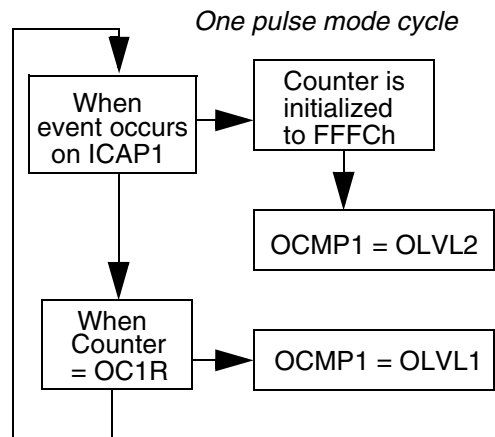 One pulse mode cycle
When
event occurs
on ICAP1
Counter is
initialized
to FFFCh
OCMP1 = OLVL2
When
Counter
= OC1R
OCMP1 = OLVL1